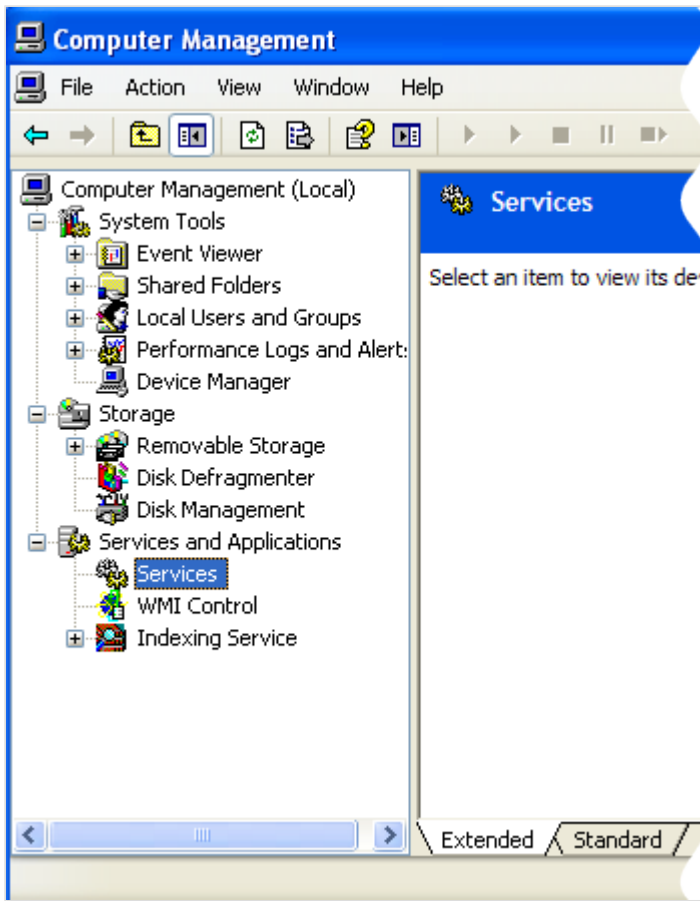 Computer Management
File Action View Window Help
Computer Management (Local)
Services
System Tools
Event Viewer
Shared Folders
Select an item to view its
Local Users and Groups
Performance Logs and Alert
Device Manager
Storage
Removable Storage
Disk Defragmenter
Disk Management
Services and Applications
Services
WMI Control
Indexing Service
Extended Standard